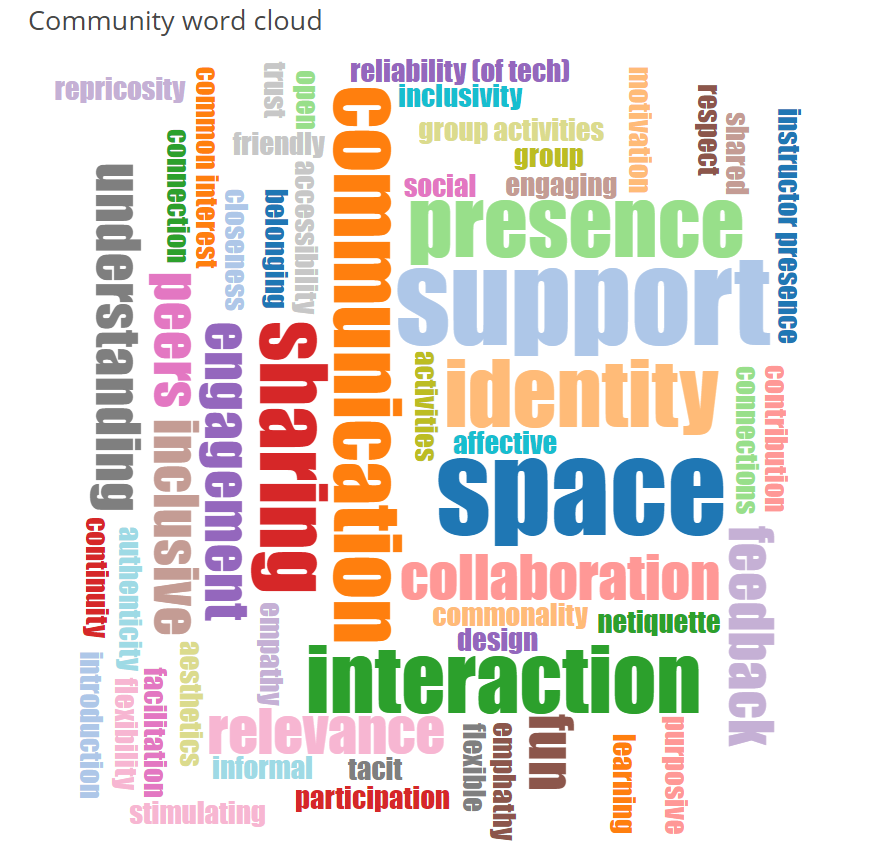 Community word cloud
reliability (of tech)
repricosity
common interest
trust
open
inclusivity
motivation
respect
shared
instructor presence
communication
group activities
group
friendly
connection
understanding
closeness
belonging
accessibility
social
engaging
presence
support
peers
engagement
sharing
activities
identity
connections
contribution
affective
space
inclusive
continuity
authenticity
feedback
collaboration
commonality
netiquette
design
empathy
interaction
introduction
flexibility
facilitation
aesthetics
relevance
informal
tacit
flexible
emphathy
fun
learning
purposive
participation
stimulating